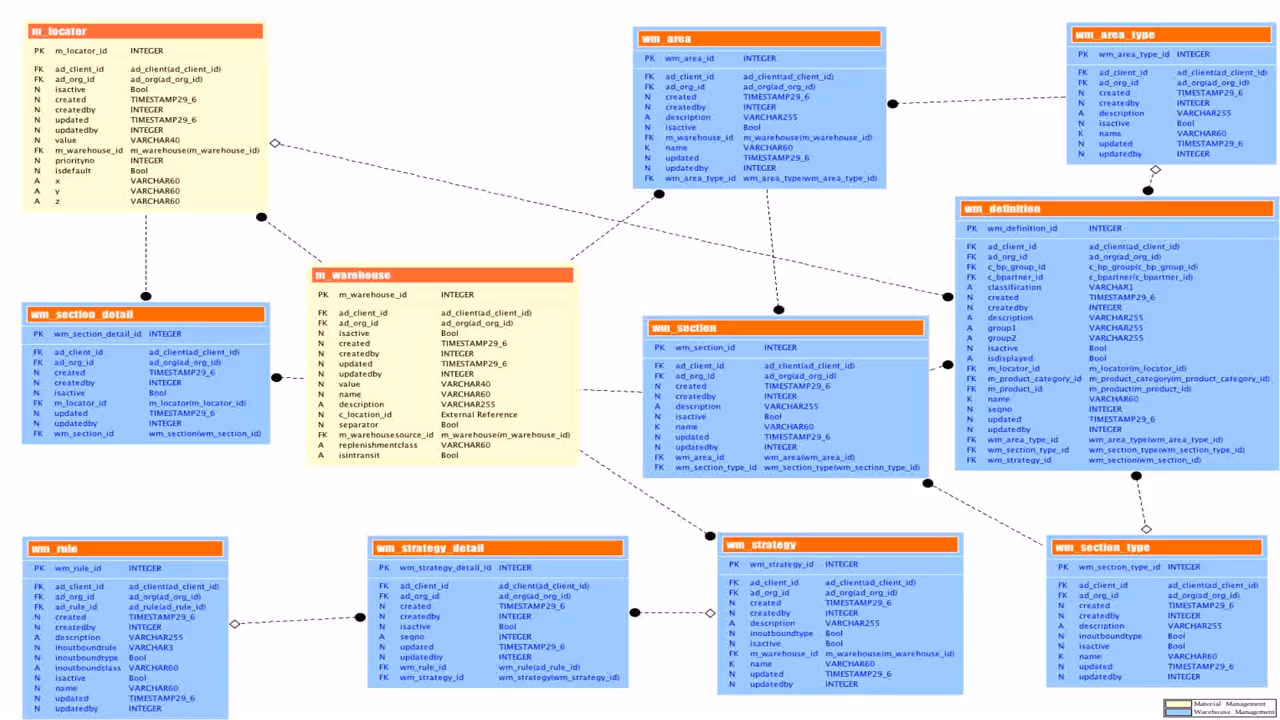 m_locator
PK m_locator_id INTEGER
FK ad_client_id ad_client(ad_client_id)
FK ad_org_id ad_org(ad_org_id)
N isactive Bool
N created TIMESTAMP29_6
N createdby INTEGER
N updated TIMESTAMP29_6
N updatedby INTEGER
N value VARCHAR40
FK m_warehouse_id m_warehouse(m_warehouse_id)
N priorityno INTEGER
N isdefault Bool
A x VARCHAR60
A y VARCHAR60
A z VARCHAR60
wm_area
PK wm_area_id INTEGER
FK ad_client_id ad_client(ad_client_id)
FK ad_org_id ad_org(ad_org_id)
N created TIMESTAMP29_6
N createdby INTEGER
A description VARCHAR255
N isactive Bool
FK m_warehouse_id m_warehouse(m_warehouse_id)
K name VARCHAR60
N updated TIMESTAMP29_6
N updatedby INTEGER
FK wm_area_type_id wm_area_type(wm_area_type_id)
wm_area_type
PK wm_area_type_id INTEGER
FK ad_client_id ad_client(ad_client_id)
FK ad_org_id ad_org(ad_org_id)
N created TIMESTAMP29_6
N createdby INTEGER
A description VARCHAR255
N isactive Bool
K name VARCHAR60
N updated TIMESTAMP29_6
N updatedby INTEGER
wm_definition
PK wm_definition_id INTEGER
FK ad_client_id ad_client(ad_client_id)
FK ad_org_id ad_org(ad_org_id)
FK c_bp_group_id c_bp_group(c_bp_group_id)
FK c_bpartner_id c_bpartner(c_bpartner_id)
A classification VARCHAR1
N created TIMESTAMP29_6
N createdby INTEGER
A description VARCHAR255
A group1 VARCHAR255
A group2 VARCHAR255
N isactive Bool
A isdisplayed Bool
FK m_locator_id m_locator(m_locator_id)
FK m_product_category_id m_product_category(m_product_category_id)
FK m_product_id m_product(m_product_id)
K name VARCHAR60
N seqno INTEGER
N updated TIMESTAMP29_6
N updatedby INTEGER
FK wm_area_type_id wm_area_type(wm_area_type_id)
FK wm_section_type_id wm_section_type(wm_section_type_id)
FK wm_strategy_id wm_section(wm_section_id)
m_warehouse
PK m_warehouse_id INTEGER
FK ad_client_id ad_client(ad_client_id)
FK ad_org_id ad_org(ad_org_id)
N isactive Bool
N created TIMESTAMP29_6
N createdby INTEGER
N updated TIMESTAMP29_6
N updatedby INTEGER
N value VARCHAR40
N name VARCHAR60
A description VARCHAR255
N c_location_id External Reference
N separator Bool
FK m_warehousesource_id m_warehouse(m_warehouse_id)
A replenishmentclass VARCHAR60
A isintransit Bool
wm_section_detail
PK wm_section_detail_id INTEGER
FK ad_client_id ad_client(ad_client_id)
FK ad_org_id ad_org(ad_org_id)
N created TIMESTAMP29_6
N createdby INTEGER
N isactive Bool
FK m_locator_id m_locator(m_locator_id)
N updated TIMESTAMP29_6
N updatedby INTEGER
FK wm_section_id wm_section(wm_section_id)
wm_section
PK wm_section_id INTEGER
FK ad_client_id ad_client(ad_client_id)
FK ad_org_id ad_org(ad_org_id)
N created TIMESTAMP29_6
N createdby INTEGER
A description VARCHAR255
N isactive Bool
K name VARCHAR60
N updated TIMESTAMP29_6
N updatedby INTEGER
FK wm_area_id wm_area(wm_area_id)
FK wm_section_type_id wm_section_type(wm_section_type_id)
wm_rule
PK wm_rule_id INTEGER
FK ad_client_id ad_client(ad_client_id)
FK ad_org_id ad_org(ad_org_id)
FK ad_rule_id ad_rule(ad_rule_id)
N created TIMESTAMP29_6
N createdby INTEGER
A description VARCHAR255
N inoutboundrule VARCHAR3
N inoutboundtype Bool
A inoutboundclass VARCHAR60
N isactive Bool
N name VARCHAR60
N updated TIMESTAMP29_6
N updatedby INTEGER
wm_strategy_detail
PK wm_strategy_detail_id INTEGER
FK ad_client_id ad_client(ad_client_id)
FK ad_org_id ad_org(ad_org_id)
N created TIMESTAMP29_6
N createdby INTEGER
N isactive Bool
A seqno INTEGER
N updated TIMESTAMP29_6
N updatedby INTEGER
FK wm_rule_id wm_rule(ad_rule_id)
FK wm_strategy_id wm_strategy(wm_strategy_id)
wm_strategy
PK wm_strategy_id INTEGER
FK ad_client_id ad_client(ad_client_id)
FK ad_org_id ad_org(ad_org_id)
N created TIMESTAMP29_6
N createdby INTEGER
A description VARCHAR255
N inoutboundtype Bool
N isactive Bool
FK m_warehouse_id m_warehouse(m_warehouse_id)
K name VARCHAR60
N updated TIMESTAMP29_6
N updatedby INTEGER
wm_section_type
PK wm_section_type_id INTEGER
FK ad_client_id ad_client(ad_client_id)
FK ad_org_id ad_org(ad_org_id)
N created TIMESTAMP29_6
N createdby INTEGER
A description VARCHAR255
N inoutboundtype Bool
N isactive Bool
K name VARCHAR60
N updated TIMESTAMP29_6
N updatedby INTEGER
Material Management
Warehouse Management